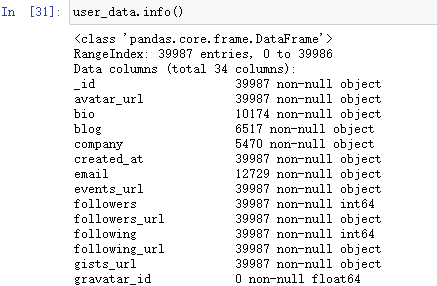 In [31]: user_data.info()
<class 'pandas.core.frame.DataFrame'>
RangeIndex: 39987 entries, 0 to 39986
Data columns (total 34 columns):
_id 39987 non-null object
avatar_url 39987 non-null object
bio 10174 non-null object
blog 6517 non-null object
company 5470 non-null object
created_at 39987 non-null object
email 12729 non-null object
events_url 39987 non-null object
followers 39987 non-null int64
followers_url 39987 non-null object
following 39987 non-null int64
following_url 39987 non-null object
gists_url 39987 non-null object
gravatar_id 0 non-null float64